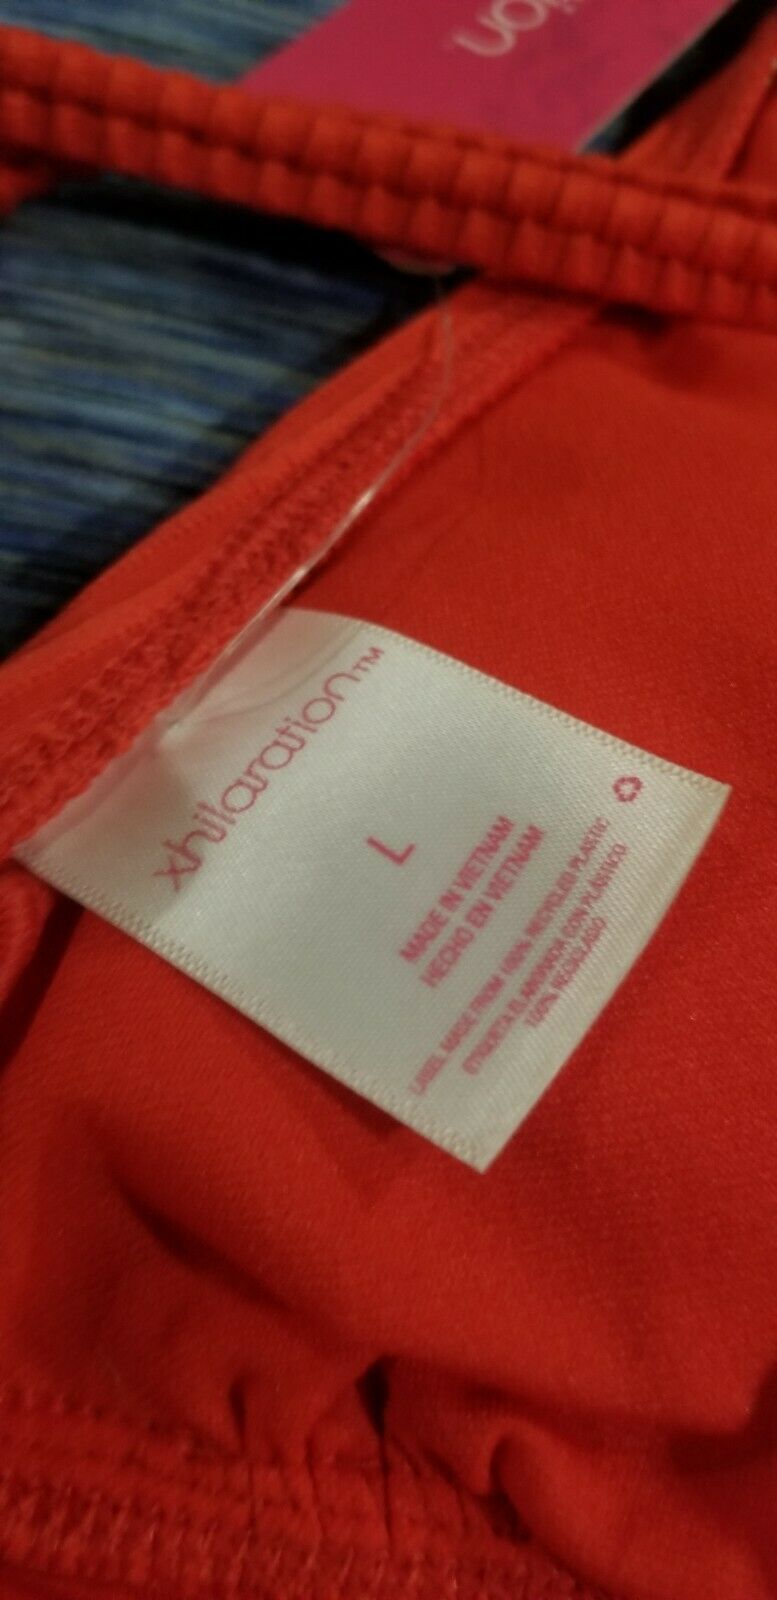 xhilaration™
L
MADE IN VIETNAM
HECHO EN VIETNAM
LABEL MADE FROM 100% RECYCLED PLASTIC
ETIQUETA ELABORADA CON PLÁSTICO
100% RECICLADO
ion